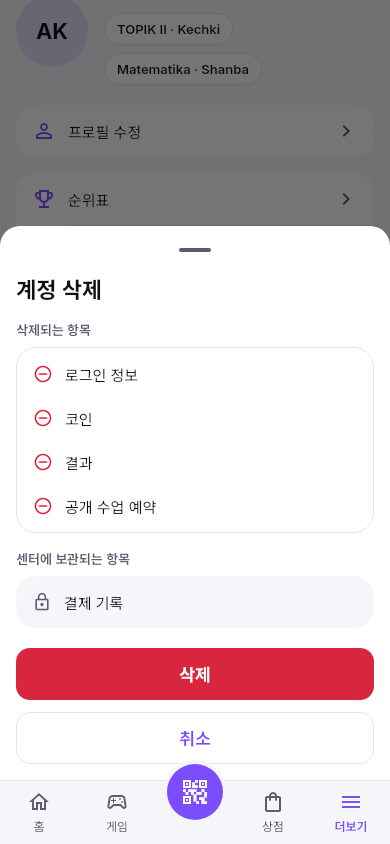 AK
TOPIK II · Kechki
Matematika · Shanba
프로필 수정
순위표
계정 삭제
삭제되는 항목
로그인 정보
코인
결과
공개 수업 예약
센터에 보관되는 항목
결제 기록
삭제
취소
홈
게임
상점
더보기